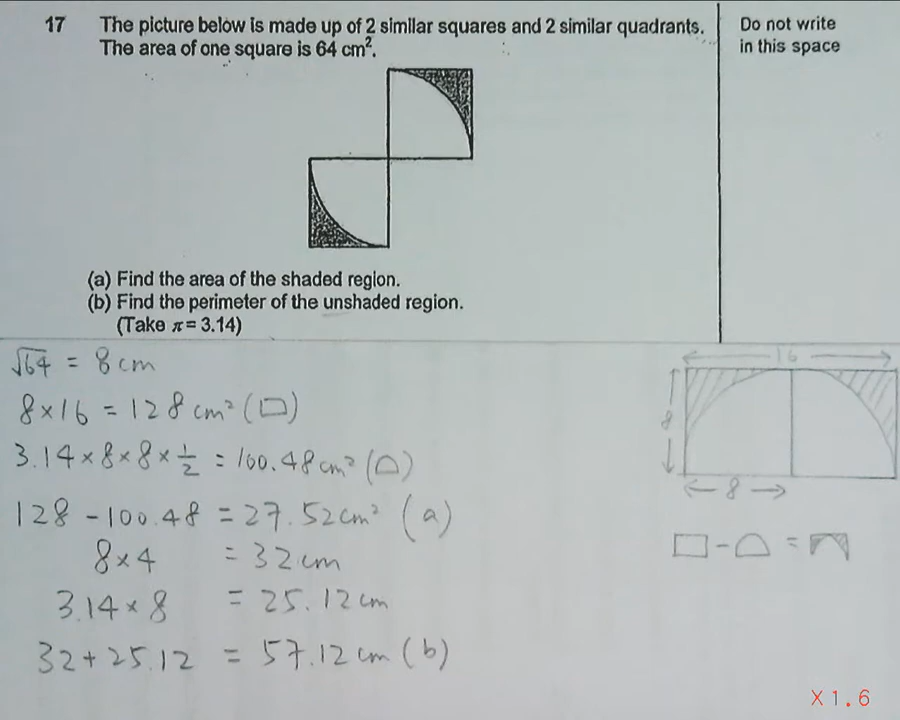 17 The picture below is made up of 2 similar squares and 2 similar quadrants.
The area of one square is 64 cm².
Do not write
in this space
(a) Find the area of the shaded region.
(b) Find the perimeter of the unshaded region.
(Take π = 3.14)
√64 = 8 cm
8 × 16 = 128 cm² (▭)
3.14 × 8 × 8 × 1/2 = 100.48 cm² (⌓)
128 - 100.48 = 27.52 cm² (a)
8 × 4 = 32 cm
3.14 × 8 = 25.12 cm
32 + 25.12 = 57.12 cm (b)
16
8
8
X1.6